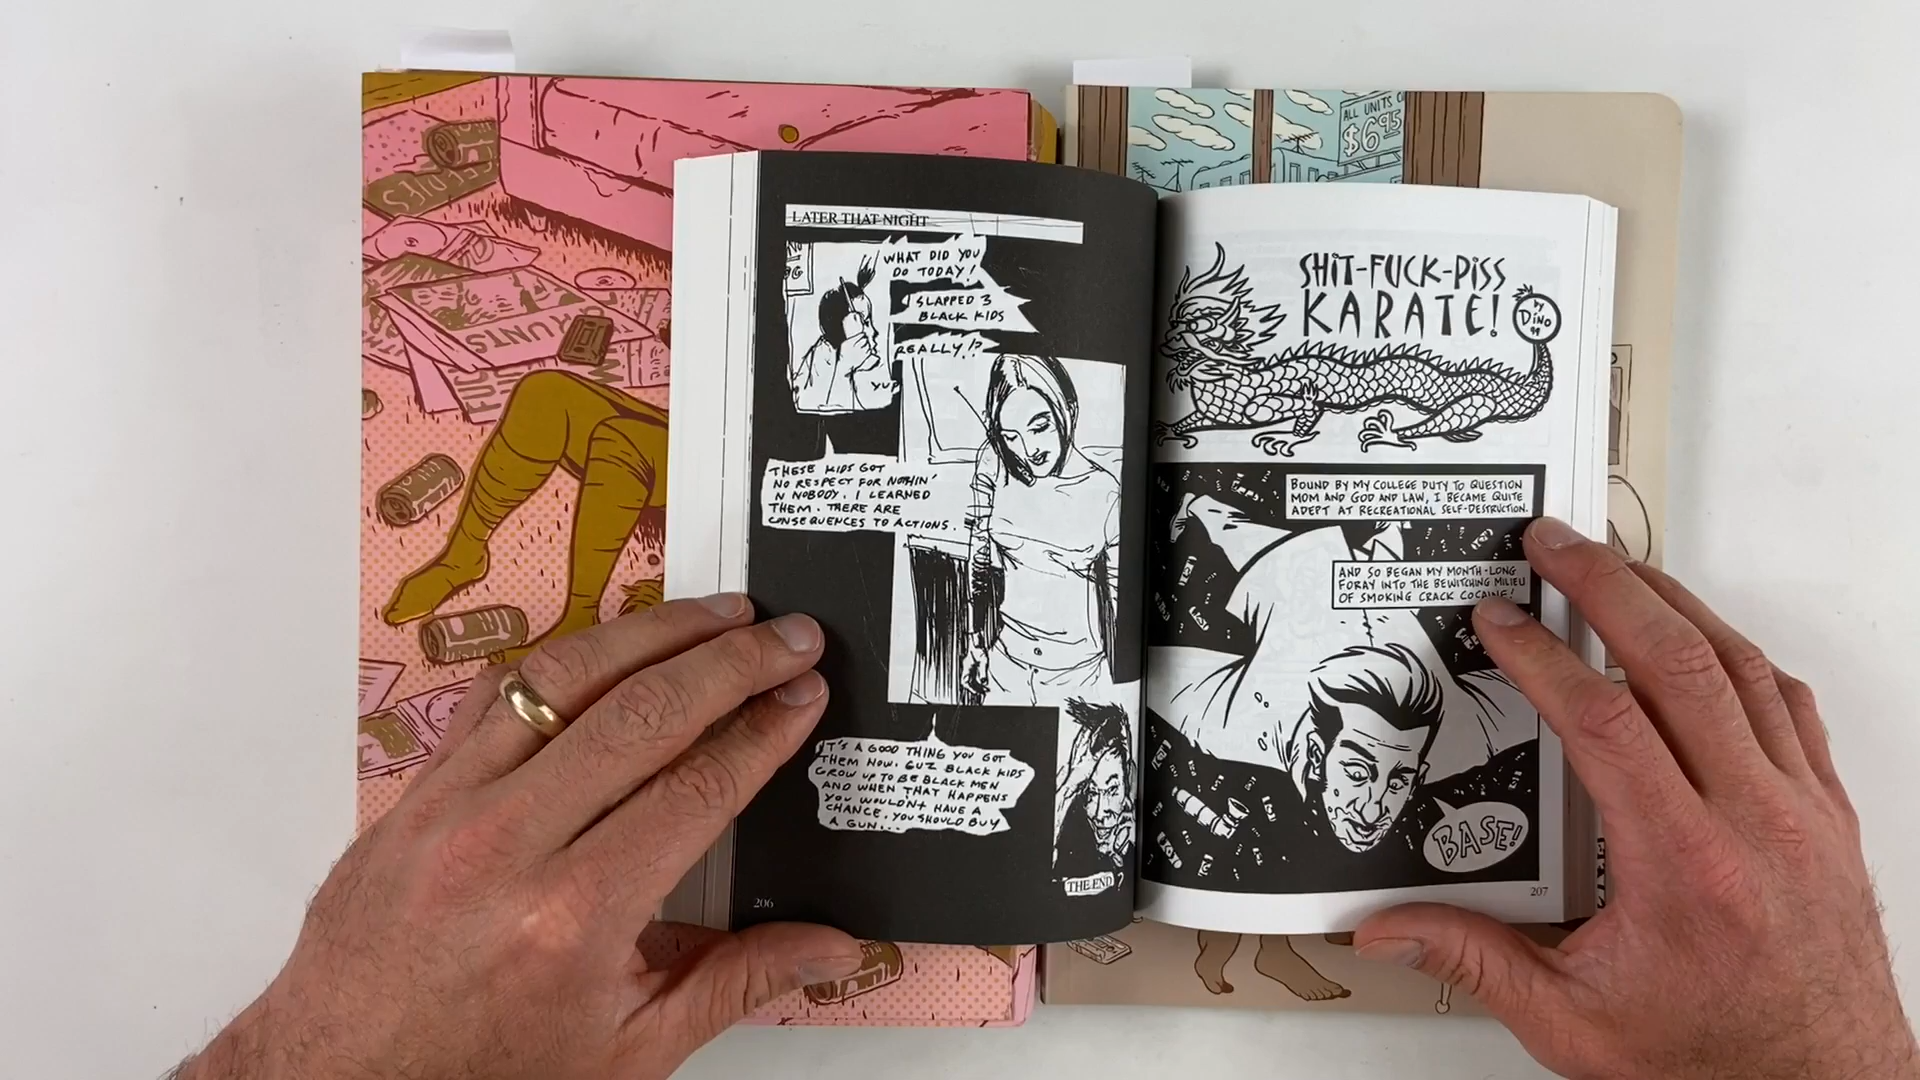 ALL UNITS
$6.95
LATER THAT NIGHT
WHAT DID YOU
DO TODAY?
SLAPPED 3
BLACK KIDS
REALLY!?
YUP
THESE KIDS GOT
NO RESPECT FOR NOTHIN'
N NOBODY. I LEARNED
THEM. THERE ARE
CONSEQUENCES TO ACTIONS.
IT'S A GOOD THING YOU GOT
THEM NOW. CUZ BLACK KIDS
GROW UP TO BE BLACK MEN
AND WHEN THAT HAPPENS
YOU WOULDN'T HAVE A
CHANCE. YOU SHOULD BUY
A GUN...
THE END?
206
SHIT-FUCK-PISS
KARATE!
by
DINO
99
BOUND BY MY COLLEGE DUTY TO QUESTION
MOM AND GOD AND LAW, I BECAME QUITE
ADEPT AT RECREATIONAL SELF-DESTRUCTION.
AND SO BEGAN MY MONTH-LONG
FORAY INTO THE BEWITCHING MILIEU
OF SMOKING CRACK COCAINE!
BASE!
207